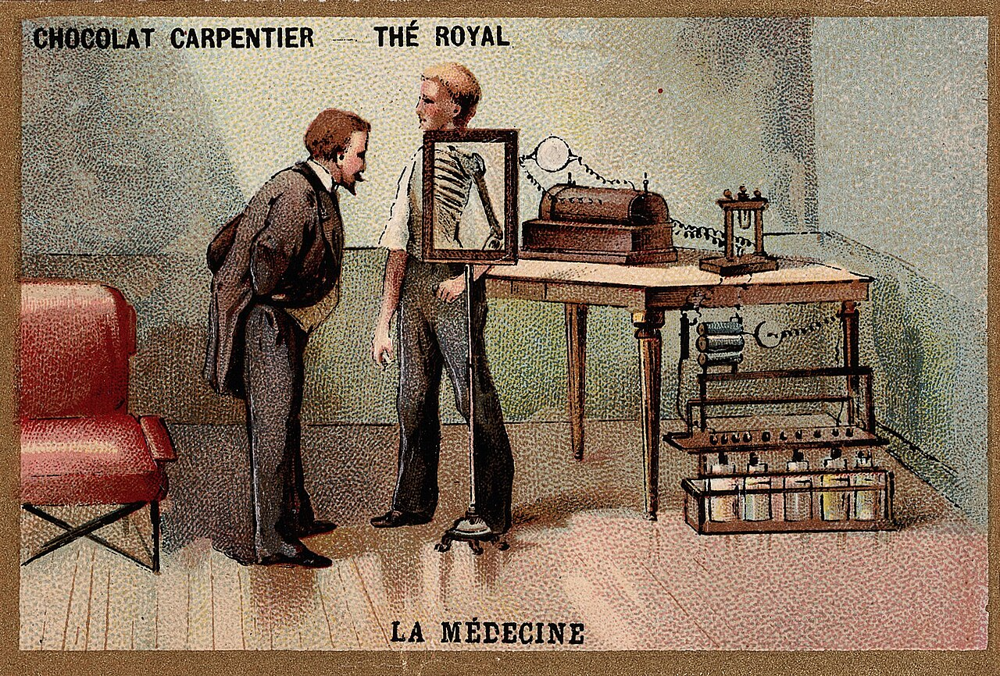 CHOCOLAT CARPENTIER — THÉ ROYAL
LA MÉDECINE